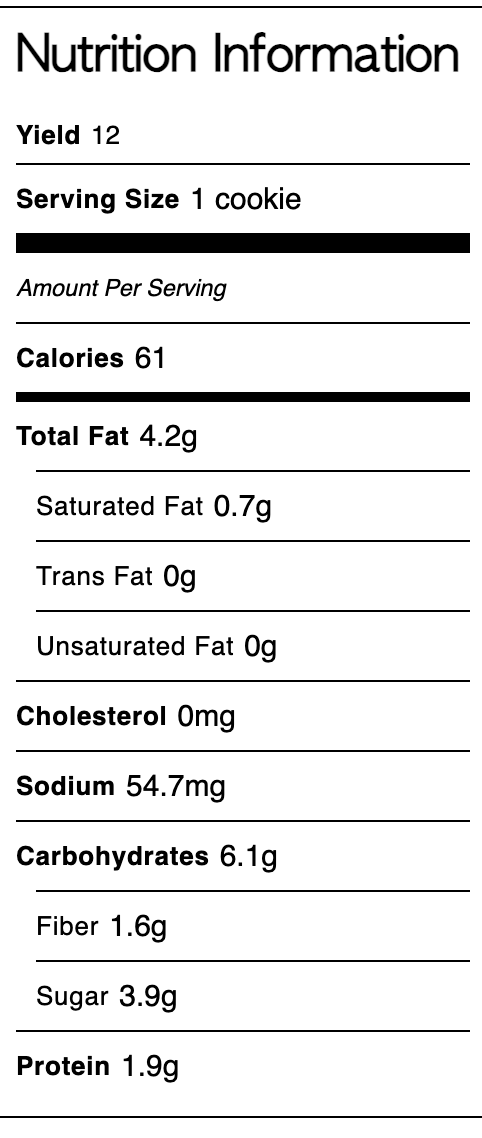 Nutrition Information
Yield 12
Serving Size 1 cookie
Amount Per Serving
Calories 61
Total Fat 4.2g
Saturated Fat 0.7g
Trans Fat 0g
Unsaturated Fat 0g
Cholesterol 0mg
Sodium 54.7mg
Carbohydrates 6.1g
Fiber 1.6g
Sugar 3.9g
Protein 1.9g